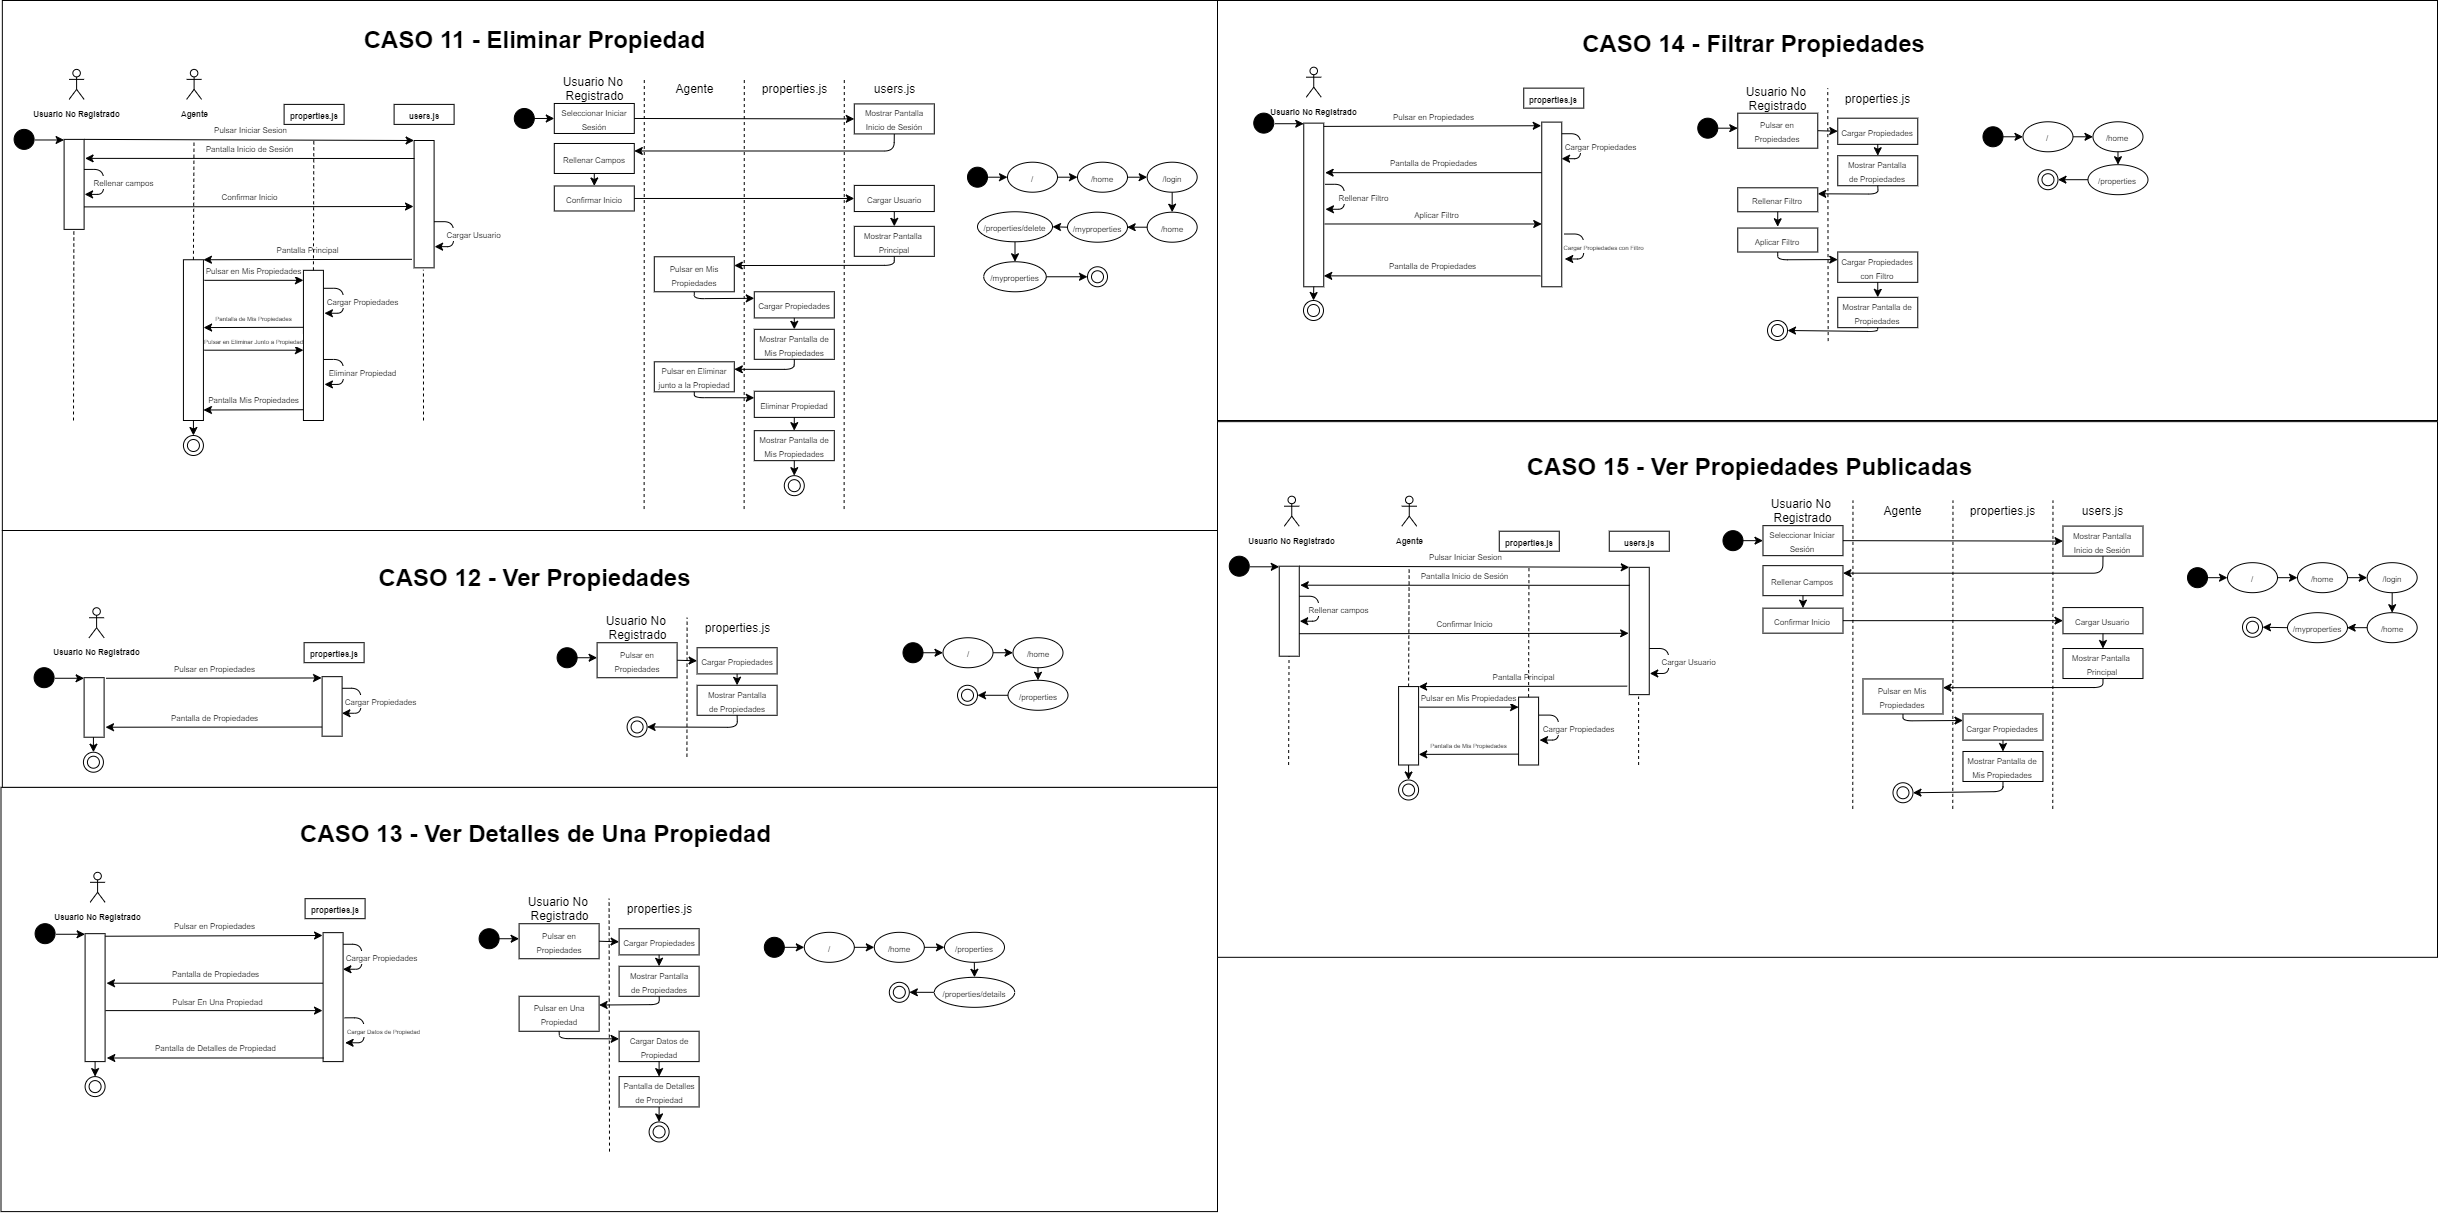 CASO 11 - Eliminar Propiedad
Usuario No Registrado
Agente
properties.js
users.js
Pulsar Iniciar Sesion
Pantalla Inicio de Sesión
Rellenar campos
Confirmar Inicio
Cargar Usuario
Pantalla Principal
Pulsar en Mis Propiedades
Cargar Propiedades
Pantalla de Mis Propiedades
Pulsar en Eliminar Junto a Propiedad
Eliminar Propiedad
Pantalla Mis Propiedades
Usuario No
Registrado
Agente
properties.js
users.js
Seleccionar Iniciar
Sesión
Mostrar Pantalla
Inicio de Sesión
Rellenar Campos
Confirmar Inicio
Cargar Usuario
Mostrar Pantalla
Principal
Pulsar en Mis
Propiedades
Cargar Propiedades
Mostrar Pantalla de
Mis Propiedades
Pulsar en Eliminar
junto a la Propiedad
Eliminar Propiedad
Mostrar Pantalla de
Mis Propiedades
/
/home
/login
/home
/myproperties
/properties/delete
/myproperties
CASO 12 - Ver Propiedades
Usuario No Registrado
properties.js
Pulsar en Propiedades
Cargar Propiedades
Pantalla de Propiedades
Usuario No
Registrado
properties.js
Pulsar en
Propiedades
Cargar Propiedades
Mostrar Pantalla
de Propiedades
/
/home
/properties
CASO 13 - Ver Detalles de Una Propiedad
Usuario No Registrado
properties.js
Pulsar en Propiedades
Cargar Propiedades
Pantalla de Propiedades
Pulsar En Una Propiedad
Cargar Datos de Propiedad
Pantalla de Detalles de Propiedad
Usuario No
Registrado
properties.js
Pulsar en
Propiedades
Cargar Propiedades
Mostrar Pantalla
de Propiedades
Pulsar en Una
Propiedad
Cargar Datos de
Propiedad
Pantalla de Detalles
de Propiedad
/
/home
/properties
/properties/details
CASO 14 - Filtrar Propiedades
Usuario No Registrado
properties.js
Pulsar en Propiedades
Cargar Propiedades
Pantalla de Propiedades
Rellenar Filtro
Aplicar Filtro
Cargar Propiedades con Filtro
Pantalla de Propiedades
Usuario No
Registrado
properties.js
Pulsar en
Propiedades
Cargar Propiedades
Mostrar Pantalla
de Propiedades
Rellenar Filtro
Aplicar Filtro
Cargar Propiedades
con Filtro
Mostrar Pantalla de
Propiedades
/
/home
/properties
CASO 15 - Ver Propiedades Publicadas
Usuario No Registrado
Agente
properties.js
users.js
Pulsar Iniciar Sesion
Pantalla Inicio de Sesión
Rellenar campos
Confirmar Inicio
Cargar Usuario
Pantalla Principal
Pulsar en Mis Propiedades
Cargar Propiedades
Pantalla de Mis Propiedades
Usuario No
Registrado
Agente
properties.js
users.js
Seleccionar Iniciar
Sesión
Mostrar Pantalla
Inicio de Sesión
Rellenar Campos
Confirmar Inicio
Cargar Usuario
Mostrar Pantalla
Principal
Pulsar en Mis
Propiedades
Cargar Propiedades
Mostrar Pantalla de
Mis Propiedades
/
/home
/login
/home
/myproperties